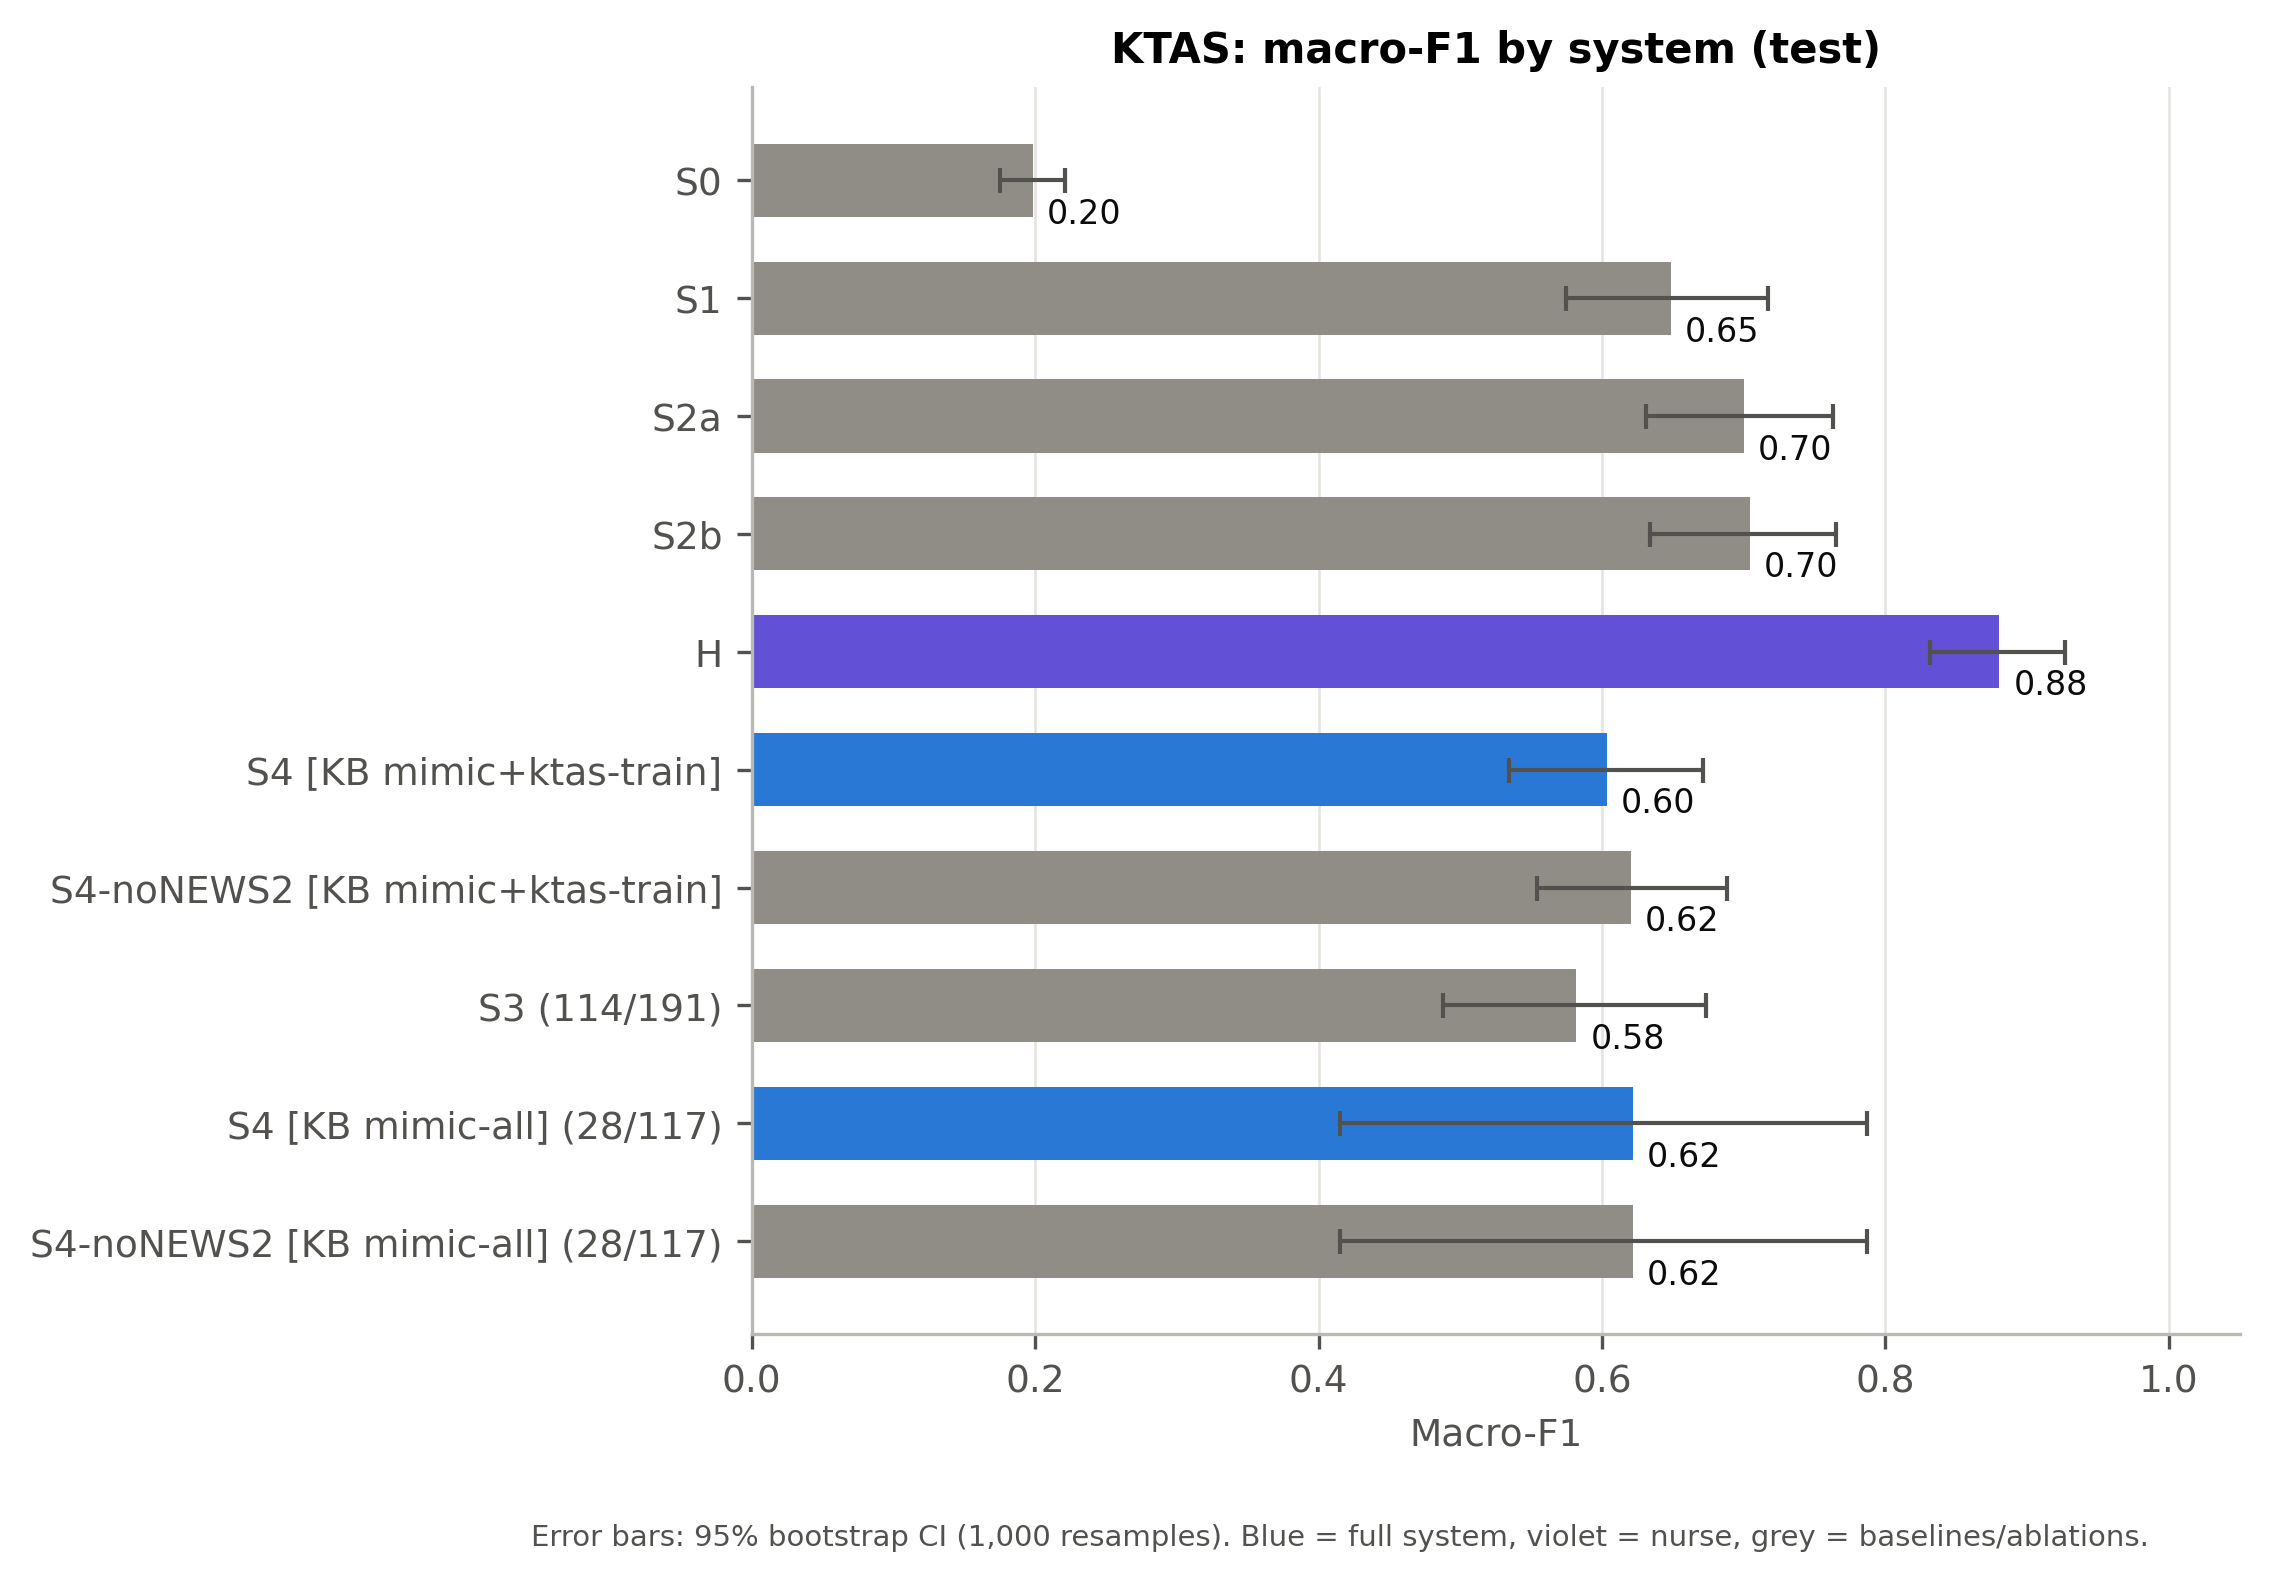 KTAS: macro-F1 by system (test)
S0
0.20
S1
0.65
S2a
0.70
S2b
0.70
H
0.88
S4 [KB mimic+ktas-train]
0.60
S4-noNEWS2 [KB mimic+ktas-train]
0.62
S3 (114/191)
0.58
S4 [KB mimic-all] (28/117)
0.62
S4-noNEWS2 [KB mimic-all] (28/117)
0.62
0.0 0.2 0.4 0.6 0.8 1.0
Macro-F1
Error bars: 95% bootstrap CI (1,000 resamples). Blue = full system, violet = nurse, grey = baselines/ablations.